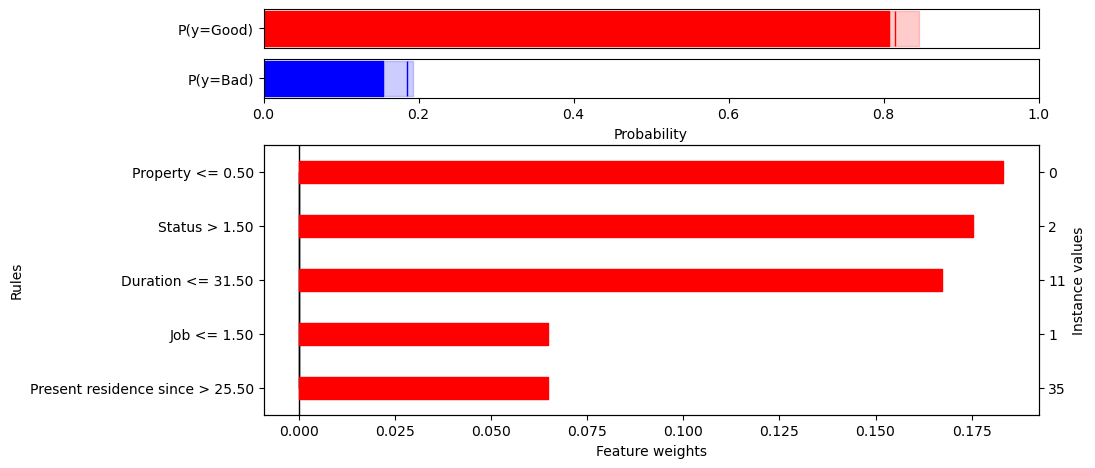 P(y=Good)
P(y=Bad)
0.0 0.2 0.4 0.6 0.8 1.0
Probability
Property <= 0.50 0
Status > 1.50 2
Duration <= 31.50 11
Job <= 1.50 1
Present residence since > 25.50 35
Rules
Instance values
0.000 0.025 0.050 0.075 0.100 0.125 0.150 0.175
Feature weights